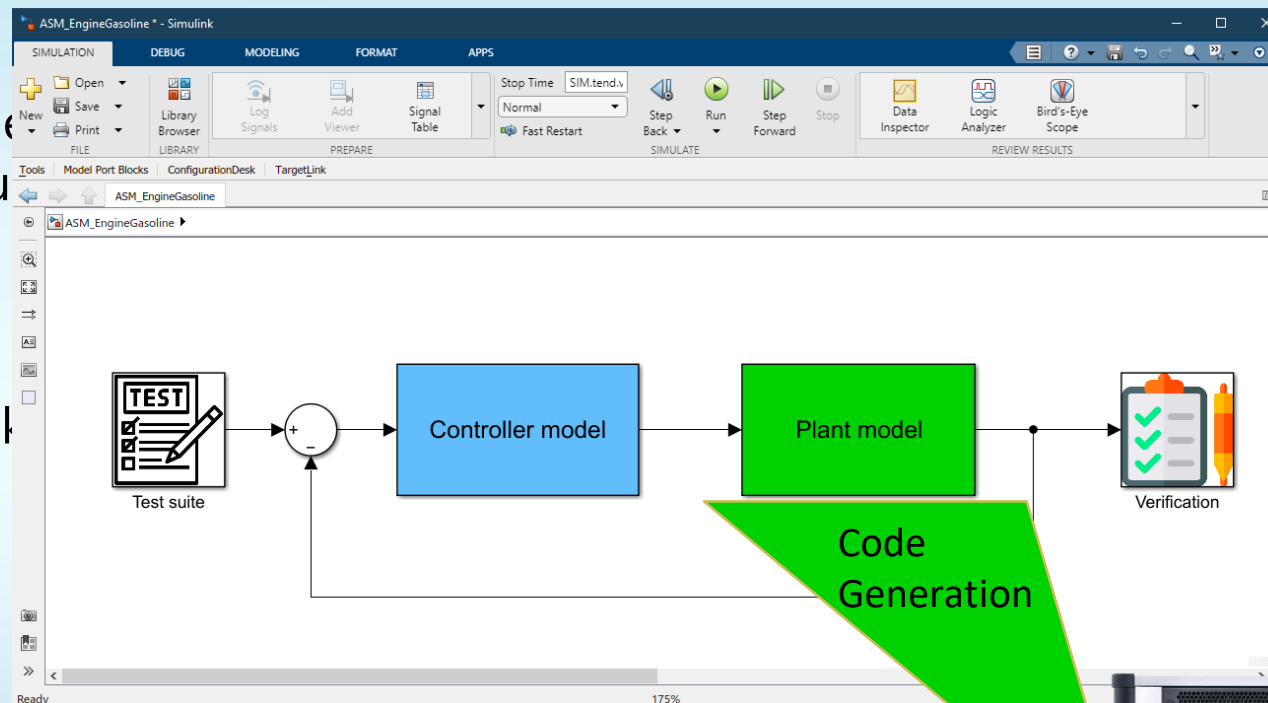 ASM_EngineGasoline * - Simulink
SIMULATION DEBUG MODELING FORMAT APPS
New
Open
Save
Print
FILE
Library
Browser
LIBRARY
Log
Signals
Add
Viewer
Signal
Table
PREPARE
Stop Time SIM.tend.v
Normal
Fast Restart
Step
Back
Run
Step
Forward
Stop
SIMULATE
Data
Inspector
Logic
Analyzer
Bird's-Eye
Scope
REVIEW RESULTS
Tools Model Port Blocks ConfigurationDesk TargetLink
ASM_EngineGasoline
ASM_EngineGasoline
TEST
Test suite
+
−
Controller model
Plant model
Verification
Code
Generation
Ready 175%